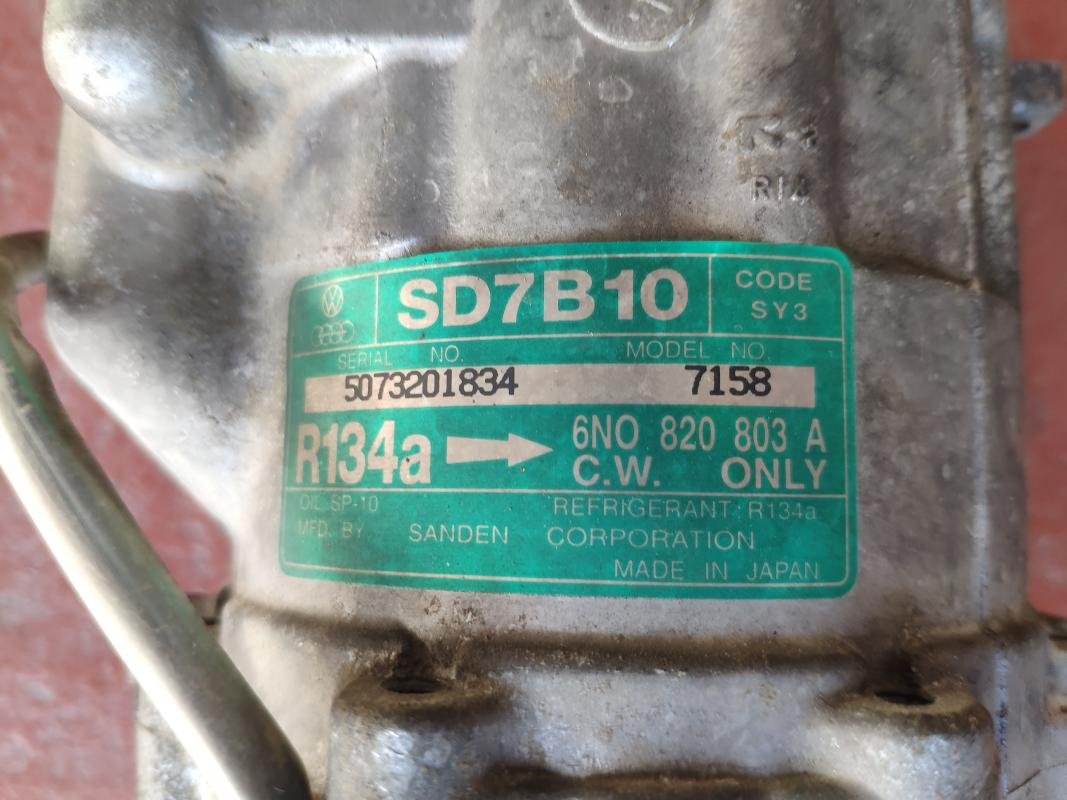 SD7B10
CODE
SY3
SERIAL NO.
MODEL NO.
5073201834
7158
R134a
6N0 820 803 A
C.W. ONLY
OIL SP-10
REFRIGERANT: R134a
MFD. BY SANDEN CORPORATION
MADE IN JAPAN